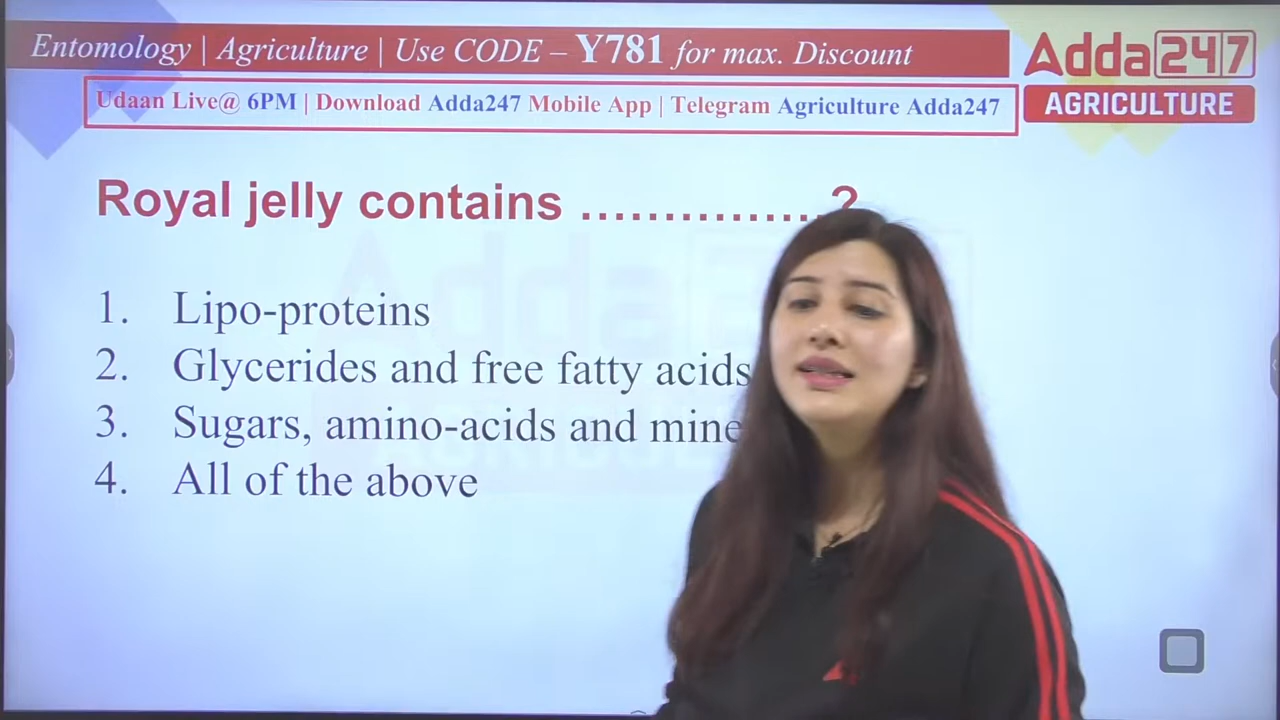 Entomology | Agriculture | Use CODE – Y781 for max. Discount
Adda247
Udaan Live@ 6PM | Download Adda247 Mobile App | Telegram Agriculture Adda247
AGRICULTURE
Royal jelly contains ...............?
1. Lipo-proteins
2. Glycerides and free fatty acids
3. Sugars, amino-acids and mine
4. All of the above